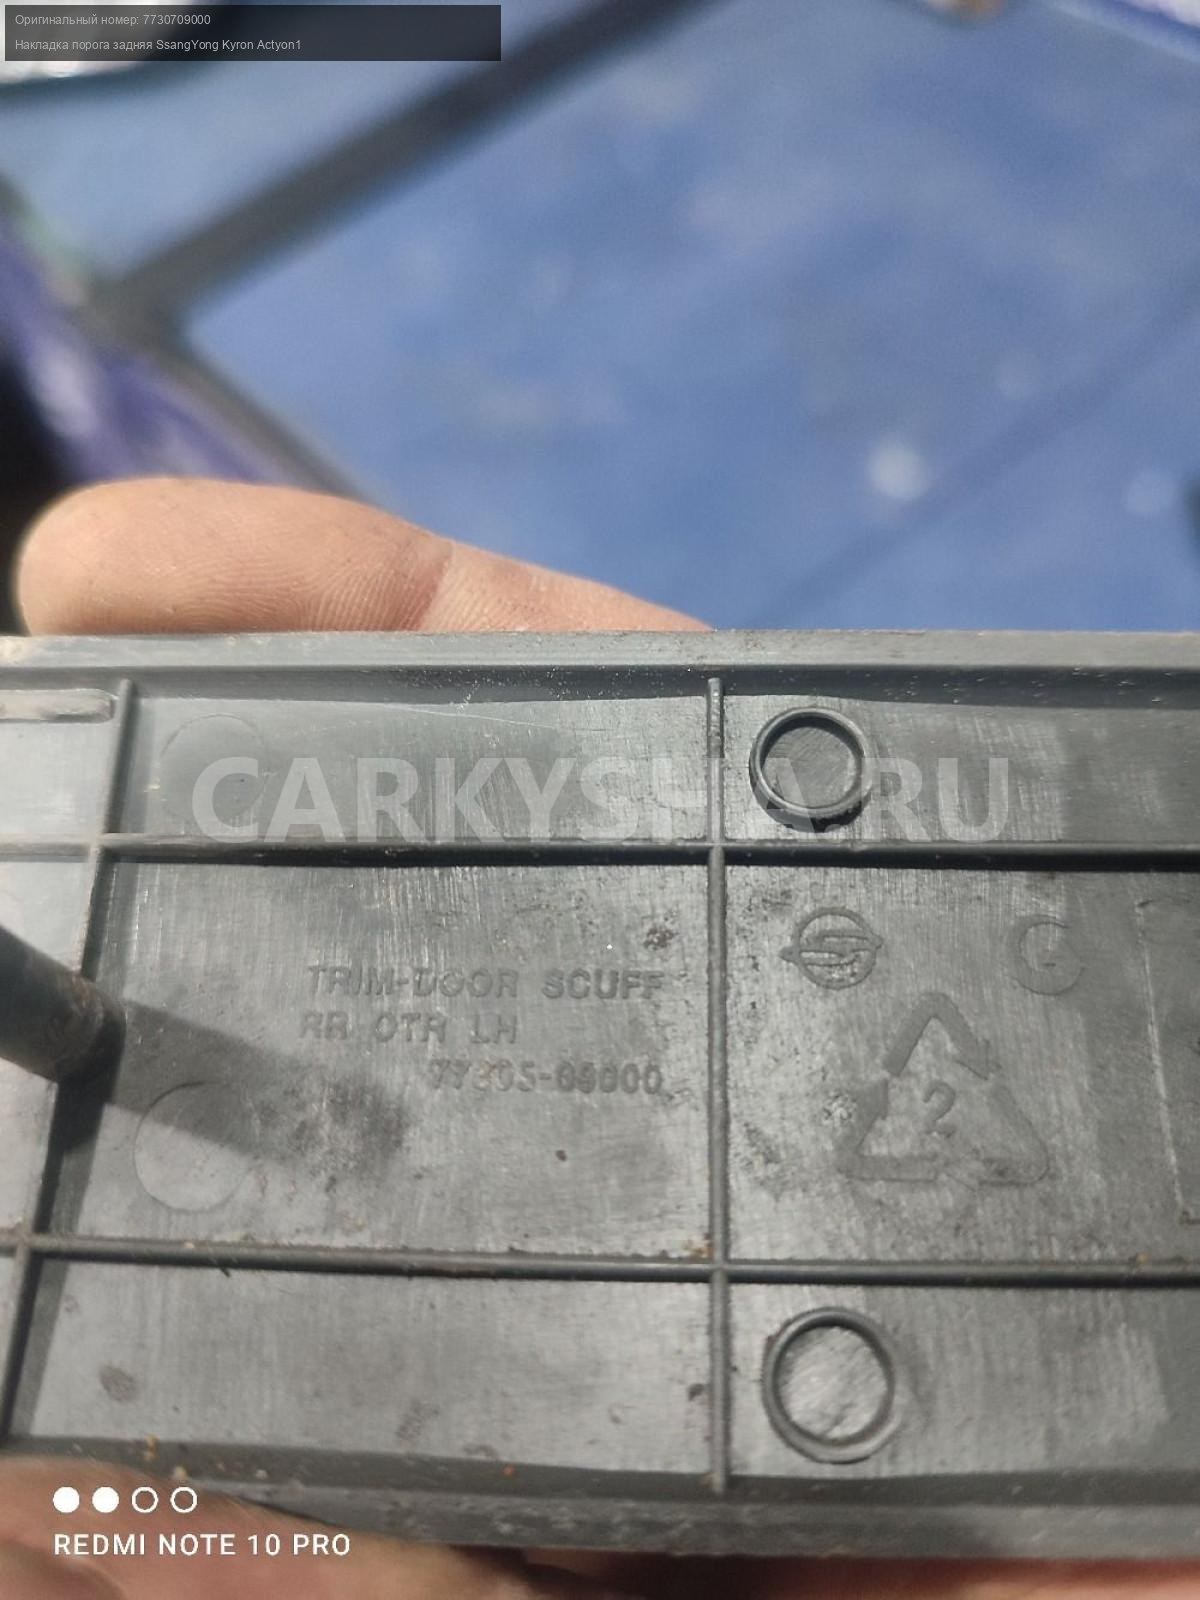 Оригинальный номер: 7730709000
Накладка порога задняя SsangYong Kyron Actyon1
CARKYSHA.RU
TRIM-DOOR SCUFF
RR OTR LH
G
2
REDMI NOTE 10 PRO